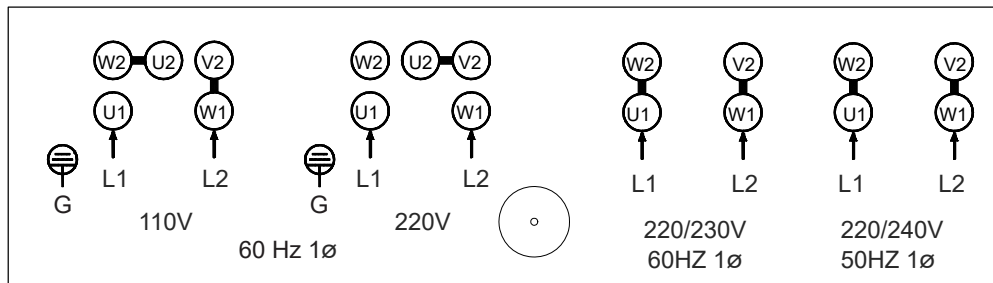 W2 U2 V2 W2 U2 V2 W2 V2 W2 V2
U1 W1 U1 W1 U1 W1 U1 W1
L1 L2 L1 L2 L1 L2 L1 L2
G G
110V 220V 220/230V 220/240V
60 Hz 1ø 60HZ 1ø 50HZ 1ø